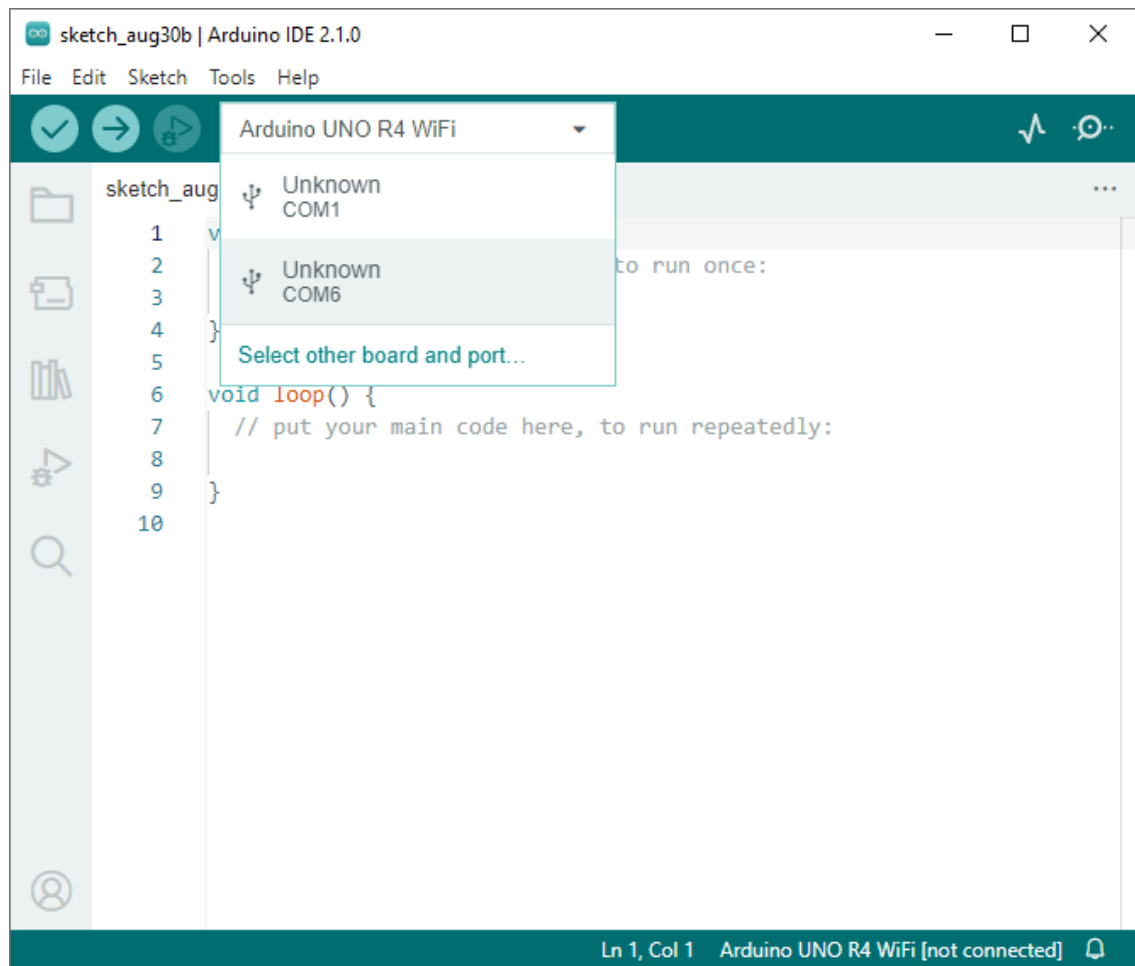 sketch_aug30b | Arduino IDE 2.1.0
File Edit Sketch Tools Help
Arduino UNO R4 WiFi
Unknown
COM1
Unknown
COM6
Select other board and port...
sketch_aug
...
1 v
2 to run once:
3
4 }
5
6 void loop() {
7 // put your main code here, to run repeatedly:
8
9 }
10
Ln 1, Col 1 Arduino UNO R4 WiFi [not connected]